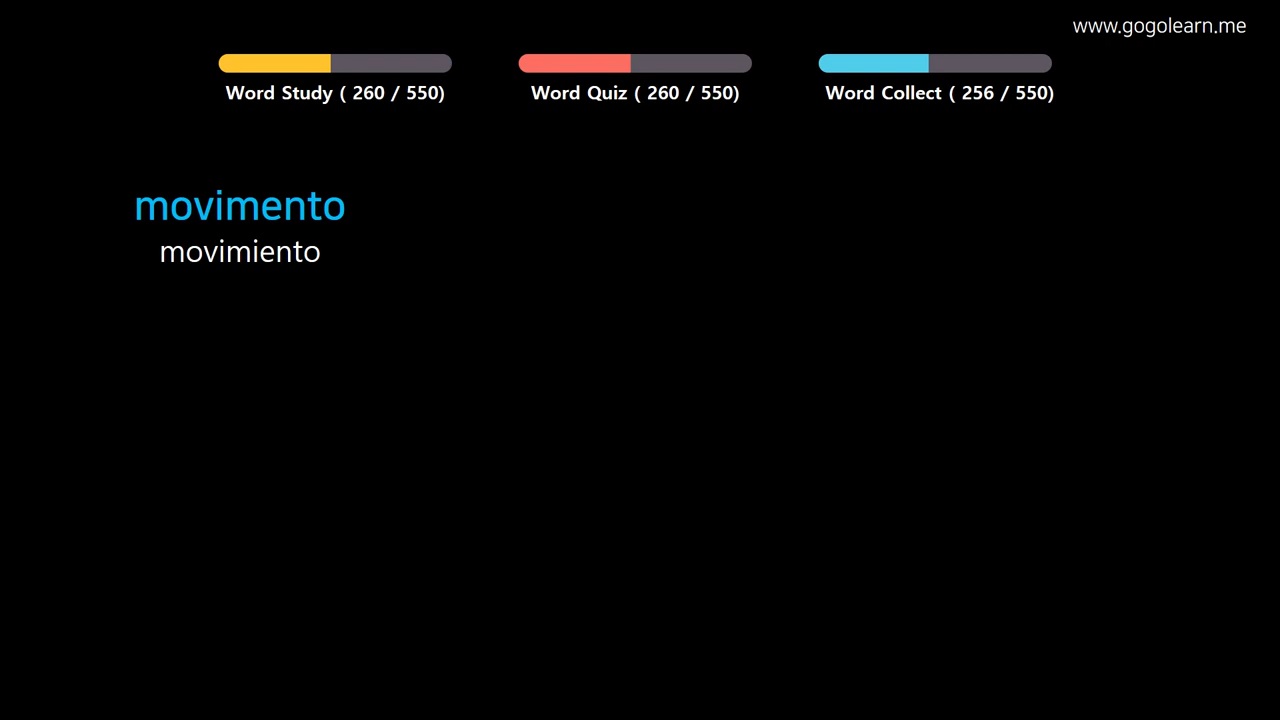 www.gogolearn.me
Word Study ( 260 / 550)
Word Quiz ( 260 / 550)
Word Collect ( 256 / 550)
movimento
movimiento